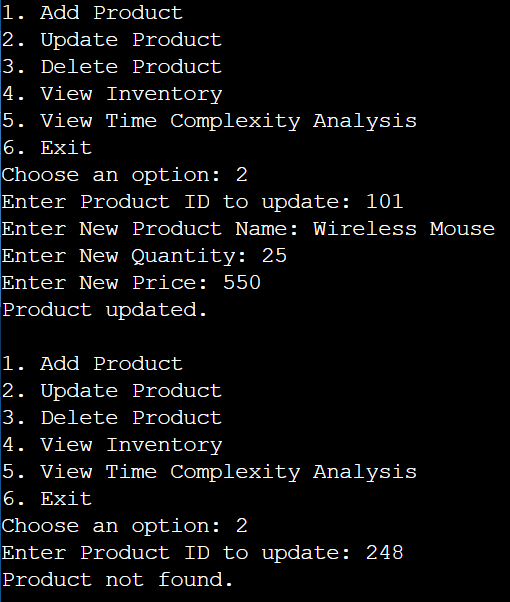 1. Add Product
2. Update Product
3. Delete Product
4. View Inventory
5. View Time Complexity Analysis
6. Exit
Choose an option: 2
Enter Product ID to update: 101
Enter New Product Name: Wireless Mouse
Enter New Quantity: 25
Enter New Price: 550
Product updated.

1. Add Product
2. Update Product
3. Delete Product
4. View Inventory
5. View Time Complexity Analysis
6. Exit
Choose an option: 2
Enter Product ID to update: 248
Product not found.